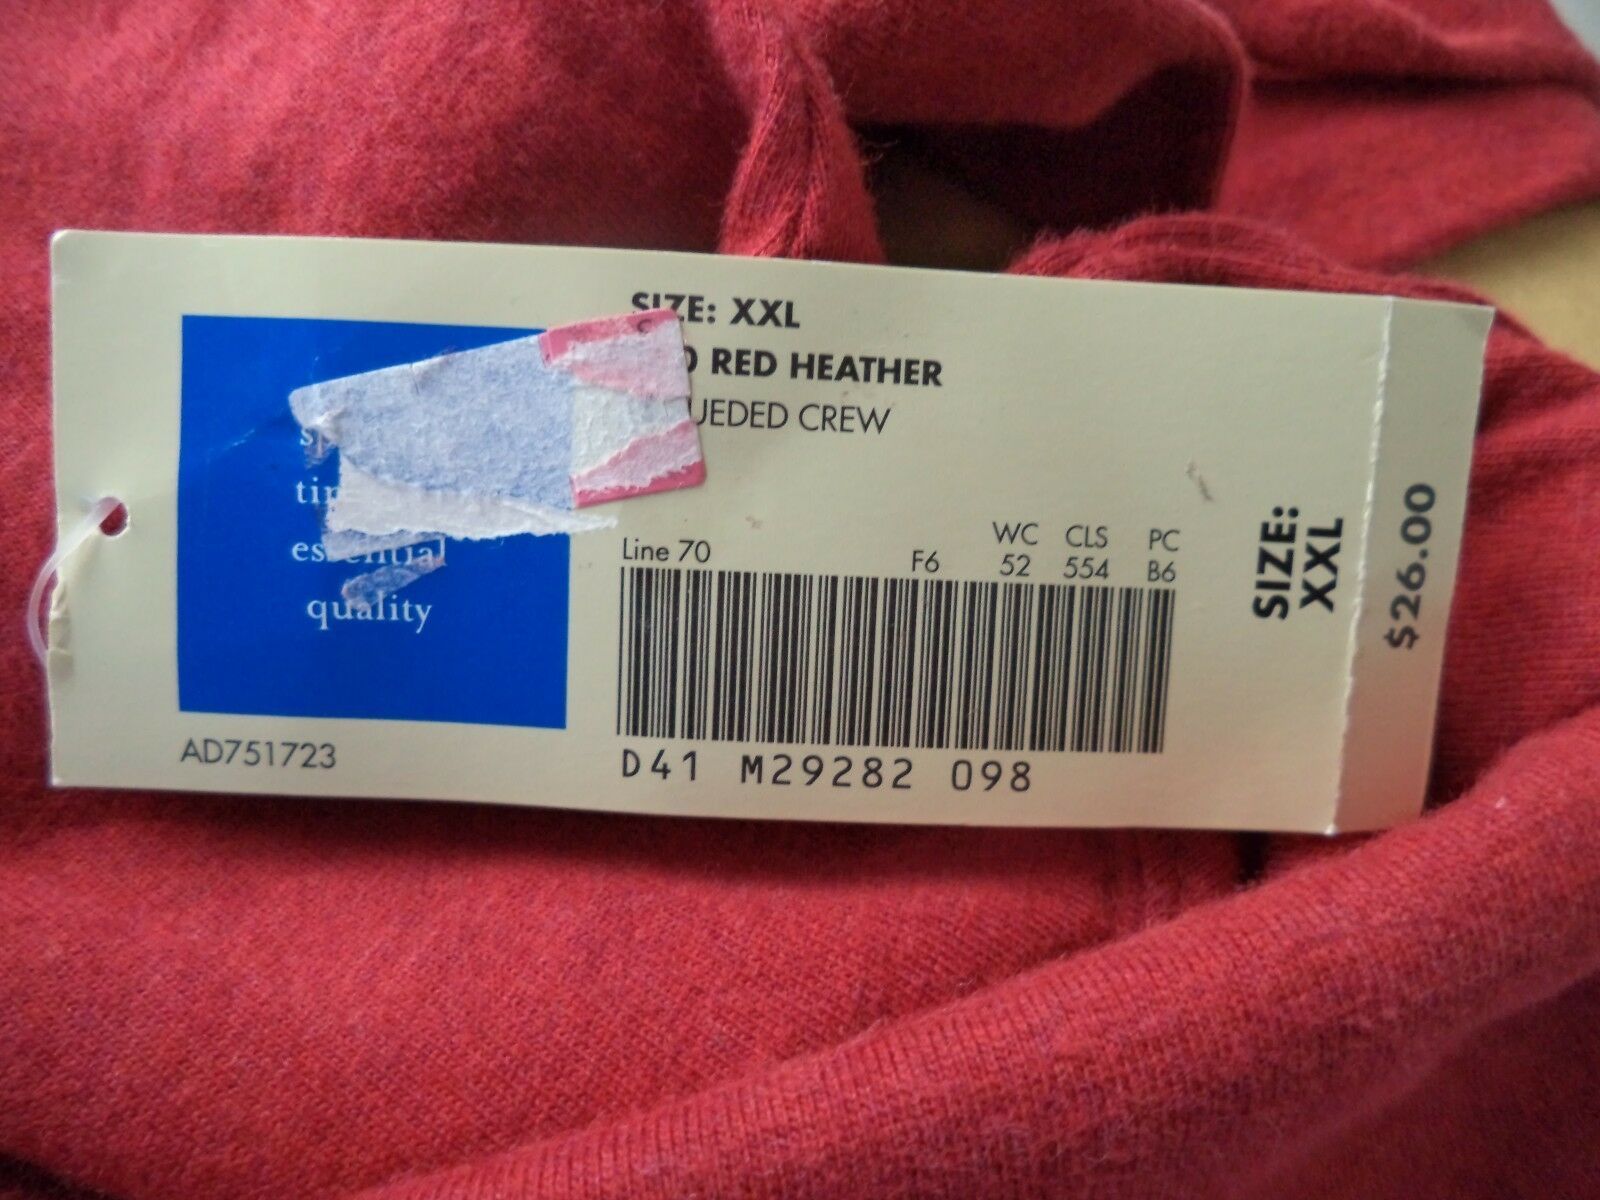 SIZE: XXL
RED HEATHER
CREW
quality
AD751723
Line 70
F6
WC CLS PC
52 554 B6
D41 M29282 098
SIZE:
XXL
$26.00